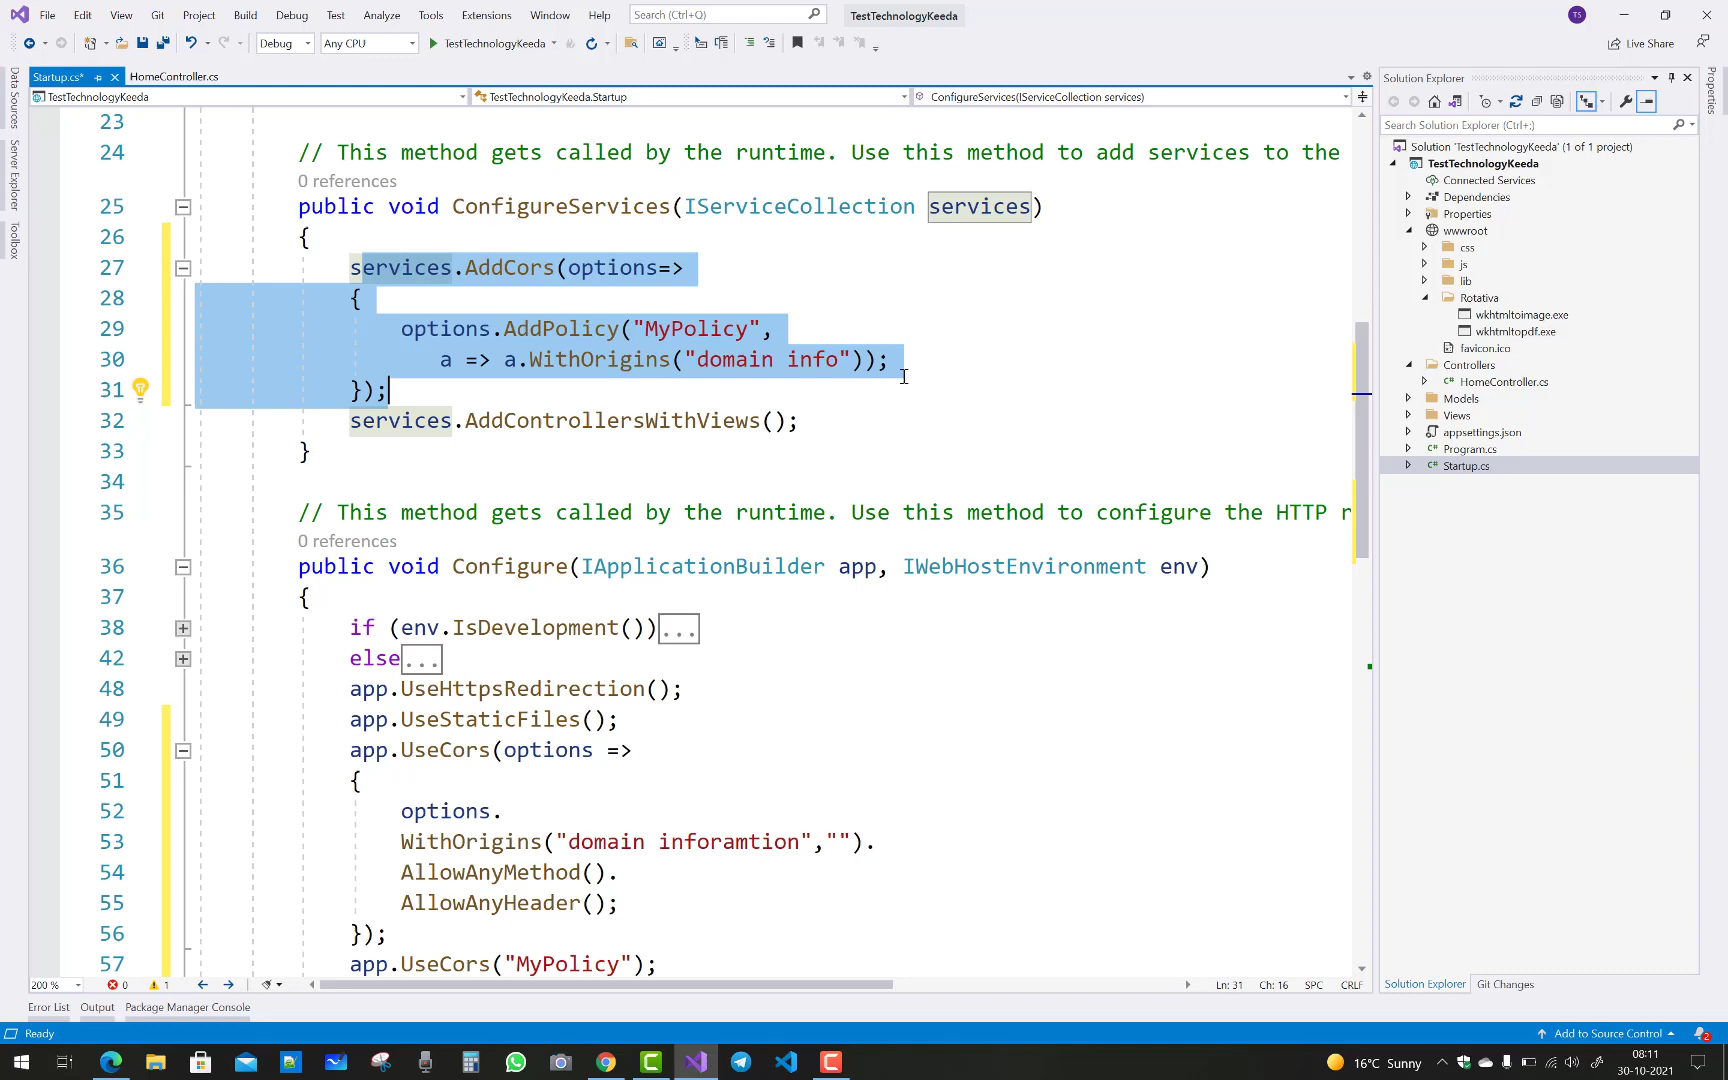 File Edit View Git Project Build Debug Test Analyze Tools Extensions Window Help Search (Ctrl+Q) TestTechnologyKeeda TS
Debug Any CPU TestTechnologyKeeda Live Share
Startup.cs* HomeController.cs
TestTechnologyKeeda TestTechnologyKeeda.Startup ConfigureServices(IServiceCollection services)
Data Sources
Server Explorer
Toolbox
23
24 // This method gets called by the runtime. Use this method to add services to the
0 references
25 public void ConfigureServices(IServiceCollection services)
26 {
27 services.AddCors(options=>
28 {
29 options.AddPolicy("MyPolicy",
30 a => a.WithOrigins("domain info"));
31 });
32 services.AddControllersWithViews();
33 }
34
35 // This method gets called by the runtime. Use this method to configure the HTTP r
0 references
36 public void Configure(IApplicationBuilder app, IWebHostEnvironment env)
37 {
38 if (env.IsDevelopment())...
42 else...
48 app.UseHttpsRedirection();
49 app.UseStaticFiles();
50 app.UseCors(options =>
51 {
52 options.
53 WithOrigins("domain inforamtion","").
54 AllowAnyMethod().
55 AllowAnyHeader();
56 });
57 app.UseCors("MyPolicy");
200 % 0 1 Ln: 31 Ch: 16 SPC CRLF
Error List Output Package Manager Console
Solution Explorer
Search Solution Explorer (Ctrl+;)
Solution 'TestTechnologyKeeda' (1 of 1 project)
TestTechnologyKeeda
Connected Services
Dependencies
Properties
wwwroot
css
js
lib
Rotativa
wkhtmltoimage.exe
wkhtmltopdf.exe
favicon.ico
Controllers
C# HomeController.cs
Models
Views
appsettings.json
C# Program.cs
C# Startup.cs
Solution Explorer Git Changes
Properties
Ready Add to Source Control 2
16°C Sunny 08:11
30-10-2021